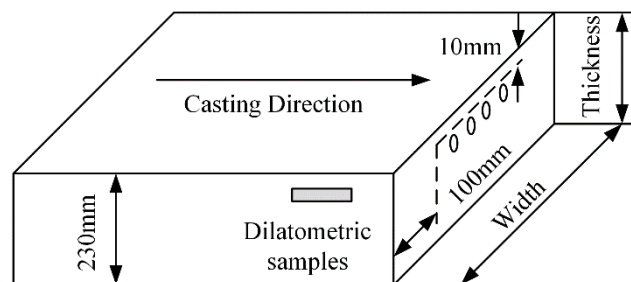 10mm
Thickness
Casting Direction
100mm
Width
230mm
Dilatometric
samples